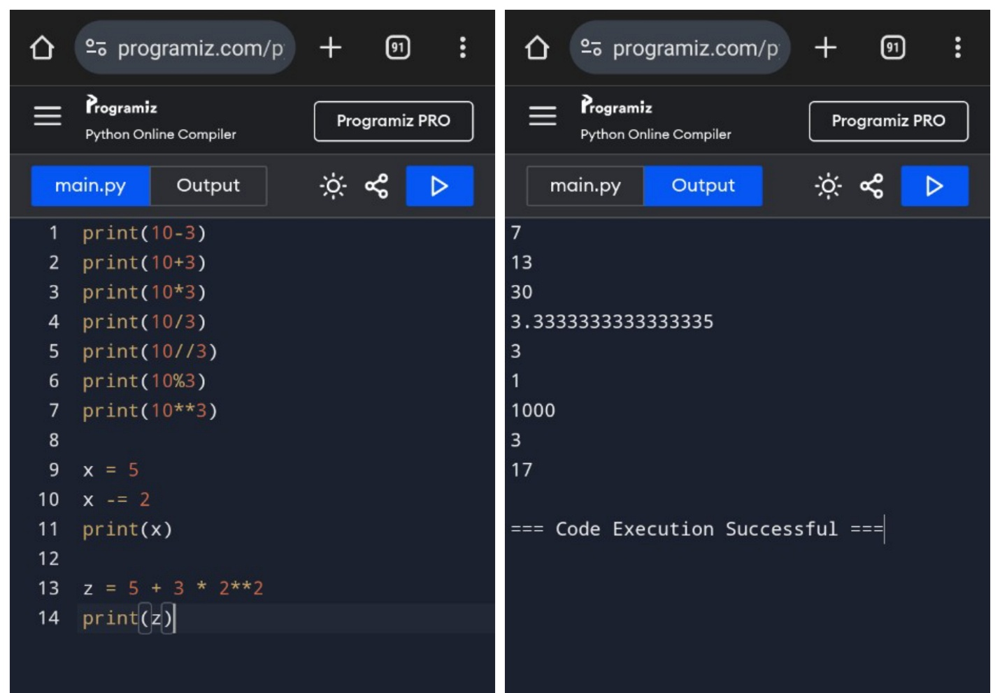 programiz.com/p
91
Programiz
Python Online Compiler
Programiz PRO
main.py
Output
1 print(10-3)
2 print(10+3)
3 print(10*3)
4 print(10/3)
5 print(10//3)
6 print(10%3)
7 print(10**3)
8
9 x = 5
10 x -= 2
11 print(x)
12
13 z = 5 + 3 * 2**2
14 print(z)
programiz.com/p
91
Programiz
Python Online Compiler
Programiz PRO
main.py
Output
7
13
30
3.3333333333333335
3
1
1000
3
17
=== Code Execution Successful ===